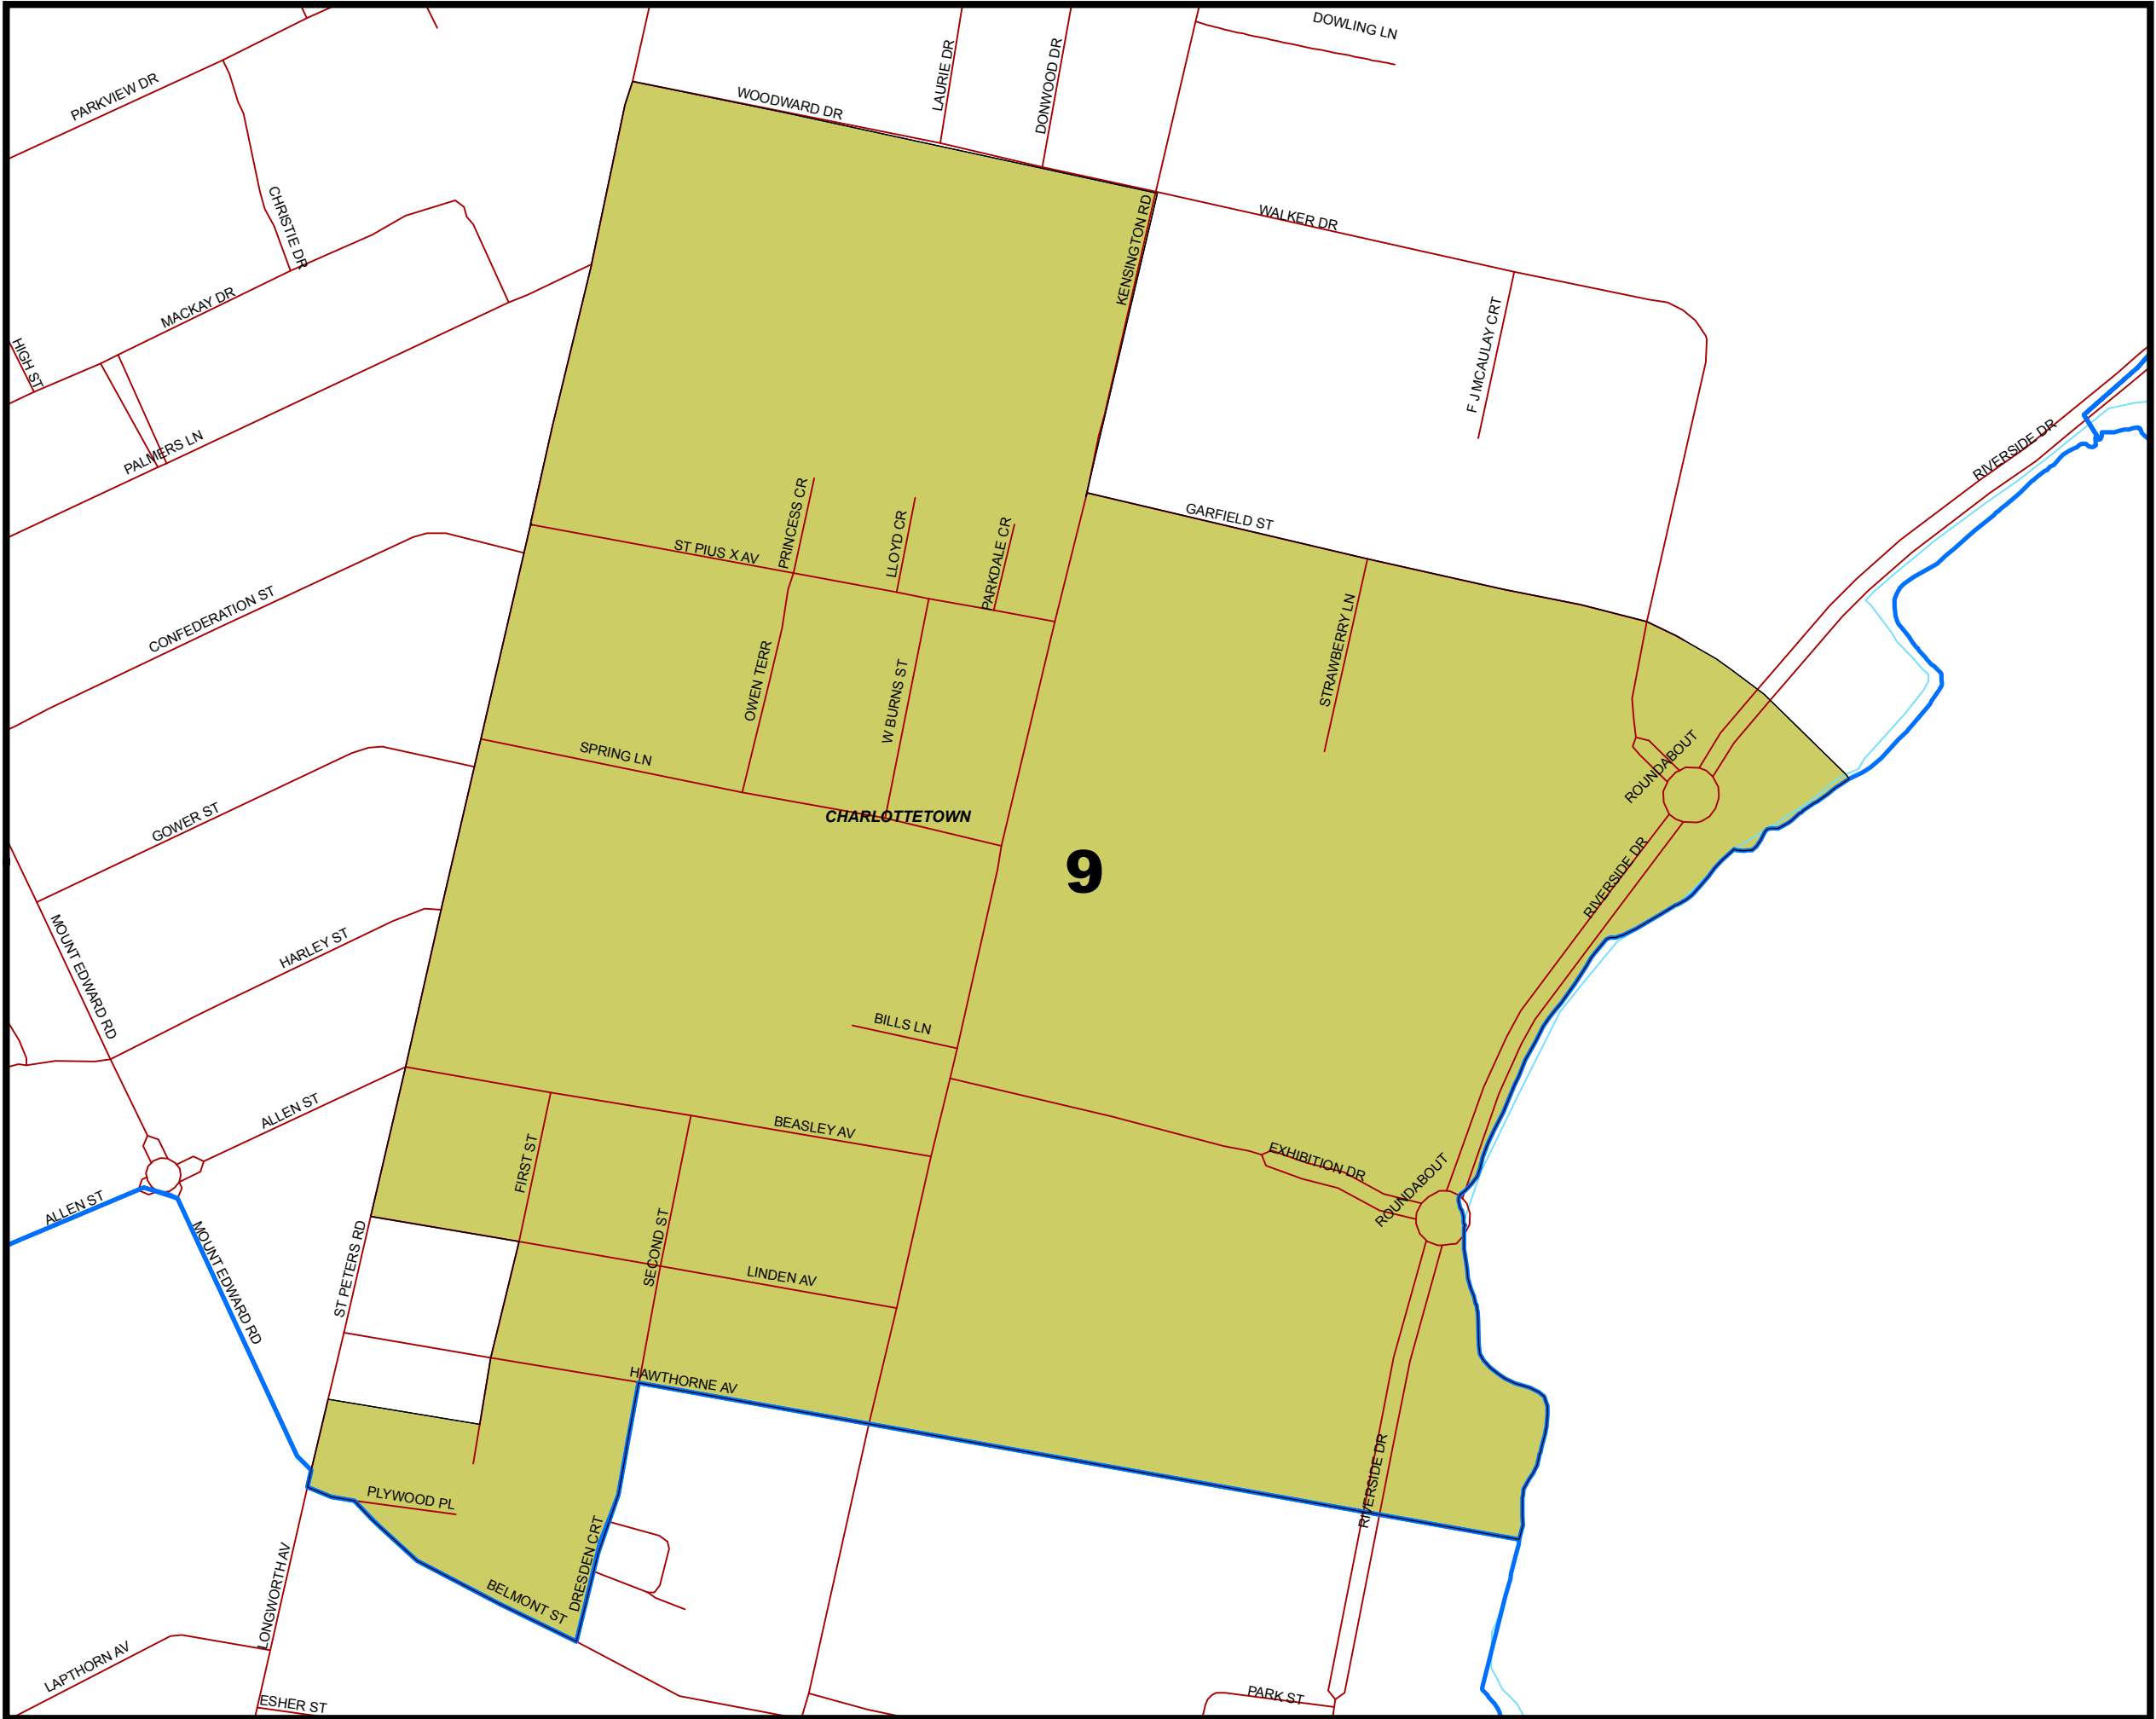 DOWLING LN
LAURIE DR
DONWOOD DR
PARKVIEW DR
WOODWARD DR
CHRISTIE DR
WALKER DR
KENSINGTON RD
MACKAY DR
HIGH ST
F J MCAULAY CRT
PALMERS LN
RIVERSIDE DR
GARFIELD ST
PRINCESS CR
LLOYD CR
PARKDALE CR
ST PIUS X AV
CONFEDERATION ST
STRAWBERRY LN
OWEN TERR
W BURNS ST
SPRING LN
ROUNDABOUT
GOWER ST
CHARLOTTETOWN
9
RIVERSIDE DR
MOUNT EDWARD RD
HARLEY ST
BILLS LN
ALLEN ST
BEASLEY AV
FIRST ST
EXHIBITION DR
ROUNDABOUT
ALLEN ST
MOUNT EDWARD RD
ST PETERS RD
SECOND ST
LINDEN AV
HAWTHORNE AV
RIVERSIDE DR
PLYWOOD PL
DRESDEN CRT
BELMONT ST
LONGWORTH AV
LAPTHORN AV
ESHER ST
PARK ST